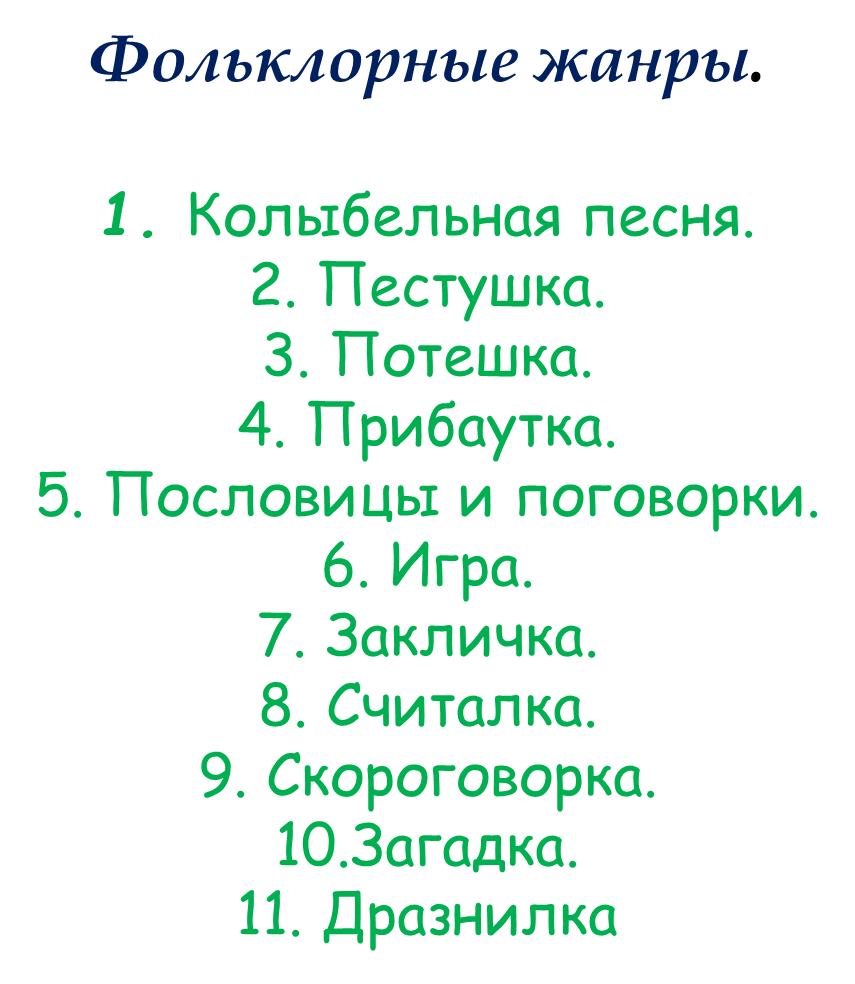 Фольклорные жанры.
1. Колыбельная песня.
2. Пестушка.
3. Потешка.
4. Прибаутка.
5. Пословицы и поговорки.
6. Игра.
7. Закличка.
8. Считалка.
9. Скороговорка.
10.Загадка.
11. Дразнилка